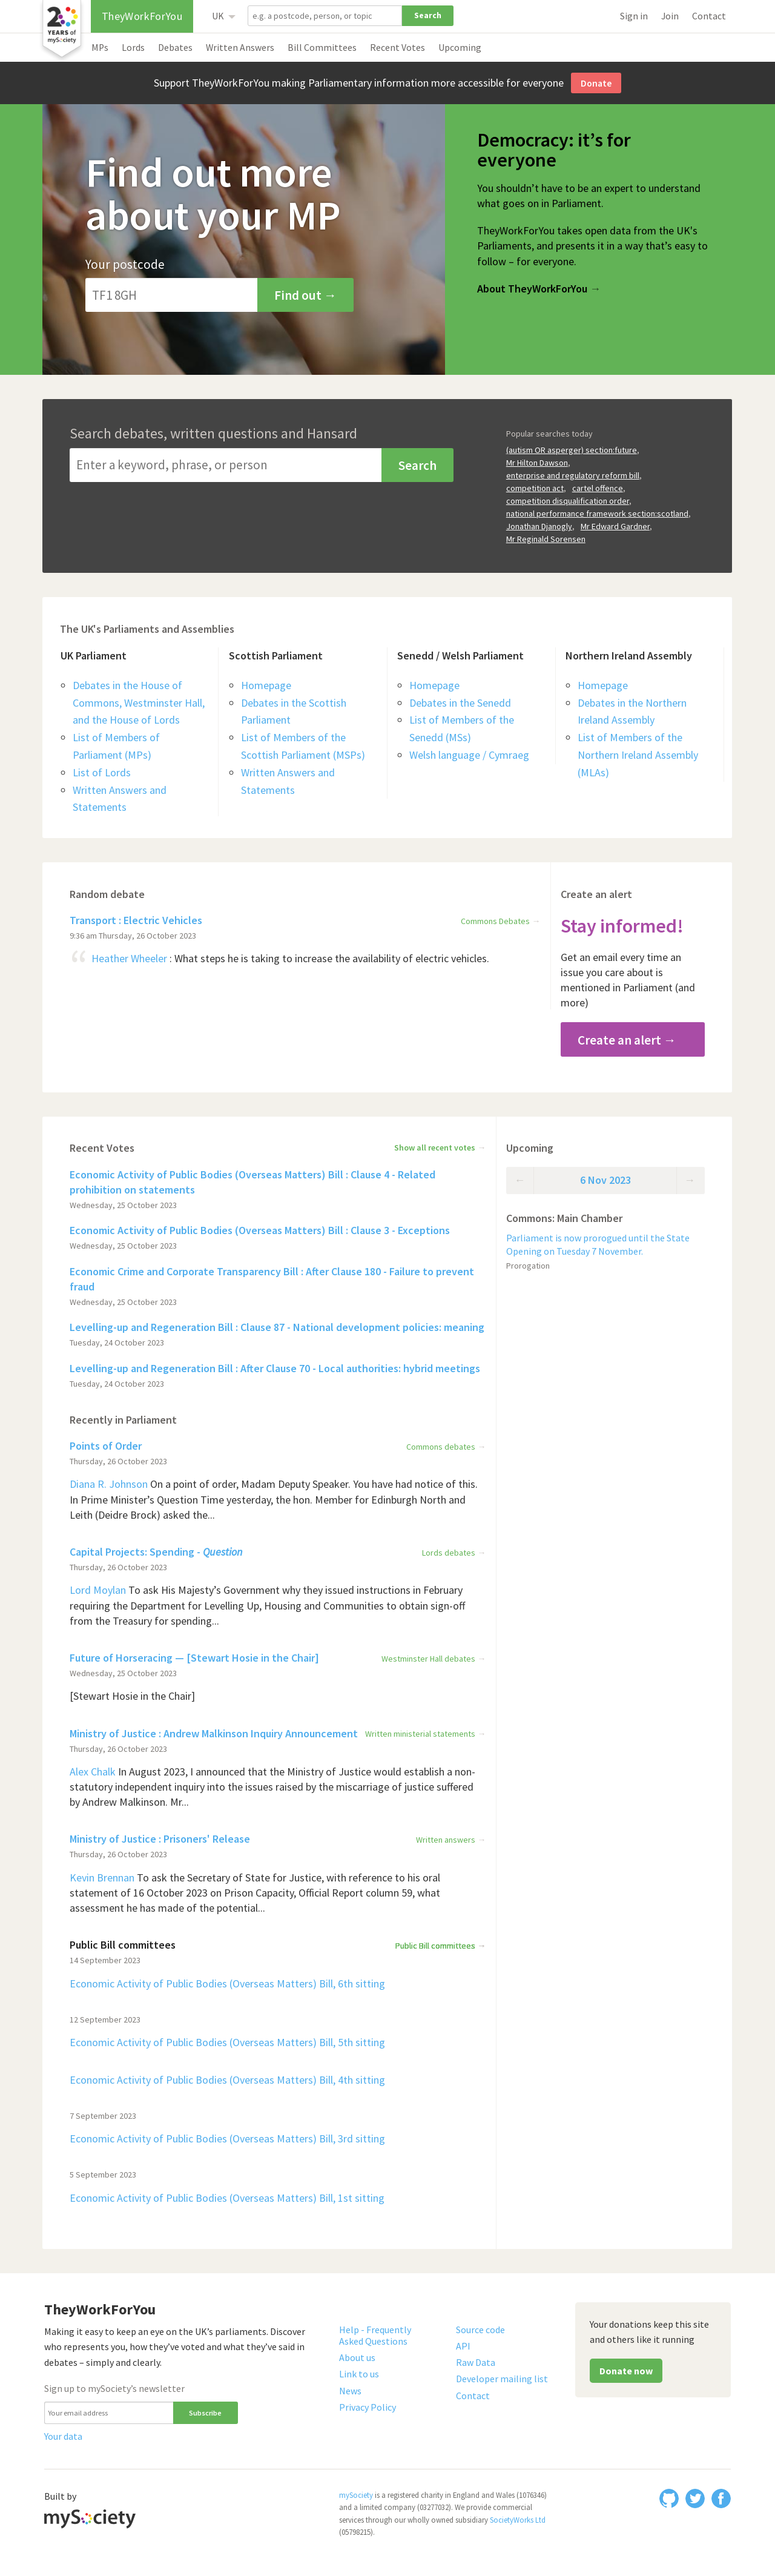 20
YEARS of
mySociety
TheyWorkForYou
UK
e.g. a postcode, person, or topic
Search
Sign in
Join
Contact
MPs
Lords
Debates
Written Answers
Bill Committees
Recent Votes
Upcoming
Support TheyWorkForYou making Parliamentary information more accessible for everyone
Donate
Find out more
about your MP
Your postcode
TF1 8GH
Find out →
Democracy: it’s for
everyone
You shouldn’t have to be an expert to understand
what goes on in Parliament.
TheyWorkForYou takes open data from the UK's
Parliaments, and presents it in a way that’s easy to
follow – for everyone.
About TheyWorkForYou →
Search debates, written questions and Hansard
Enter a keyword, phrase, or person
Search
Popular searches today
(autism OR asperger) section:future,
Mr Hilton Dawson,
enterprise and regulatory reform bill,
competition act, cartel offence,
competition disqualification order,
national performance framework section:scotland,
Jonathan Djanogly, Mr Edward Gardner,
Mr Reginald Sorensen
The UK's Parliaments and Assemblies
UK Parliament
Debates in the House of
Commons, Westminster Hall,
and the House of Lords
List of Members of
Parliament (MPs)
List of Lords
Written Answers and
Statements
Scottish Parliament
Homepage
Debates in the Scottish
Parliament
List of Members of the
Scottish Parliament (MSPs)
Written Answers and
Statements
Senedd / Welsh Parliament
Homepage
Debates in the Senedd
List of Members of the
Senedd (MSs)
Welsh language / Cymraeg
Northern Ireland Assembly
Homepage
Debates in the Northern
Ireland Assembly
List of Members of the
Northern Ireland Assembly
(MLAs)
Random debate
Transport : Electric Vehicles
Commons Debates →
9:36 am Thursday, 26 October 2023
“ Heather Wheeler : What steps he is taking to increase the availability of electric vehicles.
Create an alert
Stay informed!
Get an email every time an
issue you care about is
mentioned in Parliament (and
more)
Create an alert →
Recent Votes
Show all recent votes →
Economic Activity of Public Bodies (Overseas Matters) Bill : Clause 4 - Related
prohibition on statements
Wednesday, 25 October 2023
Economic Activity of Public Bodies (Overseas Matters) Bill : Clause 3 - Exceptions
Wednesday, 25 October 2023
Economic Crime and Corporate Transparency Bill : After Clause 180 - Failure to prevent
fraud
Wednesday, 25 October 2023
Levelling-up and Regeneration Bill : Clause 87 - National development policies: meaning
Tuesday, 24 October 2023
Levelling-up and Regeneration Bill : After Clause 70 - Local authorities: hybrid meetings
Tuesday, 24 October 2023
Recently in Parliament
Points of Order
Commons debates →
Thursday, 26 October 2023
Diana R. Johnson On a point of order, Madam Deputy Speaker. You have had notice of this.
In Prime Minister’s Question Time yesterday, the hon. Member for Edinburgh North and
Leith (Deidre Brock) asked the...
Capital Projects: Spending - Question
Lords debates →
Thursday, 26 October 2023
Lord Moylan To ask His Majesty’s Government why they issued instructions in February
requiring the Department for Levelling Up, Housing and Communities to obtain sign-off
from the Treasury for spending...
Future of Horseracing — [Stewart Hosie in the Chair]
Westminster Hall debates →
Wednesday, 25 October 2023
[Stewart Hosie in the Chair]
Ministry of Justice : Andrew Malkinson Inquiry Announcement
Written ministerial statements →
Thursday, 26 October 2023
Alex Chalk In August 2023, I announced that the Ministry of Justice would establish a non-
statutory independent inquiry into the issues raised by the miscarriage of justice suffered
by Andrew Malkinson. Mr...
Ministry of Justice : Prisoners' Release
Written answers →
Thursday, 26 October 2023
Kevin Brennan To ask the Secretary of State for Justice, with reference to his oral
statement of 16 October 2023 on Prison Capacity, Official Report column 59, what
assessment he has made of the potential...
Public Bill committees
Public Bill committees →
14 September 2023
Economic Activity of Public Bodies (Overseas Matters) Bill, 6th sitting
12 September 2023
Economic Activity of Public Bodies (Overseas Matters) Bill, 5th sitting
Economic Activity of Public Bodies (Overseas Matters) Bill, 4th sitting
7 September 2023
Economic Activity of Public Bodies (Overseas Matters) Bill, 3rd sitting
5 September 2023
Economic Activity of Public Bodies (Overseas Matters) Bill, 1st sitting
Upcoming
← 6 Nov 2023 →
Commons: Main Chamber
Parliament is now prorogued until the State
Opening on Tuesday 7 November.
Prorogation
TheyWorkForYou
Making it easy to keep an eye on the UK’s parliaments. Discover
who represents you, how they’ve voted and what they’ve said in
debates – simply and clearly.
Sign up to mySociety’s newsletter
Your email address
Subscribe
Your data
Help - Frequently
Asked Questions
About us
Link to us
News
Privacy Policy
Source code
API
Raw Data
Developer mailing list
Contact
Your donations keep this site
and others like it running
Donate now
Built by
mySociety
mySociety is a registered charity in England and Wales (1076346)
and a limited company (03277032). We provide commercial
services through our wholly owned subsidiary SocietyWorks Ltd
(05798215).